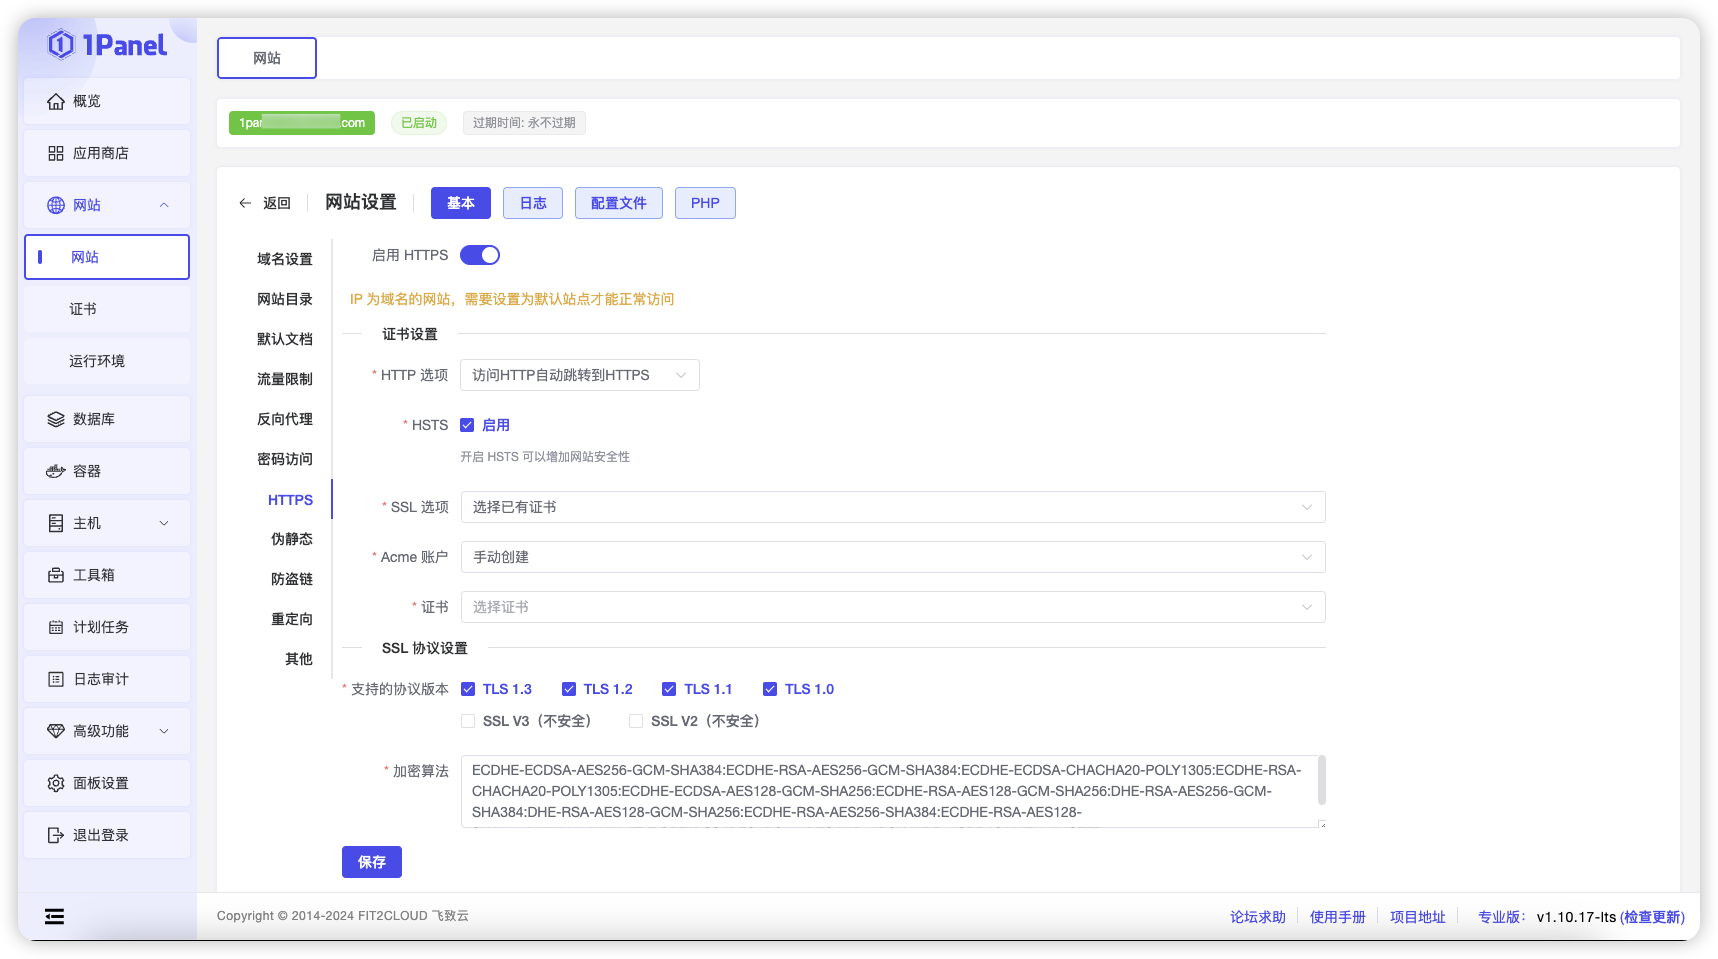 1Panel
概览
应用商店
网站
网站
证书
运行环境
数据库
容器
主机
工具箱
计划任务
日志审计
高级功能
面板设置
退出登录
网站
1pan .com 已启动 过期时间: 永不过期
返回 网站设置 基本 日志 配置文件 PHP
域名设置
网站目录
默认文档
流量限制
反向代理
密码访问
HTTPS
伪静态
防盗链
重定向
其他
启用 HTTPS
IP 为域名的网站，需要设置为默认站点才能正常访问
证书设置
* HTTP 选项 访问HTTP自动跳转到HTTPS
* HSTS 启用
开启 HSTS 可以增加网站安全性
* SSL 选项 选择已有证书
* Acme 账户 手动创建
* 证书 选择证书
SSL 协议设置
* 支持的协议版本 TLS 1.3 TLS 1.2 TLS 1.1 TLS 1.0
SSL V3（不安全） SSL V2（不安全）
* 加密算法 ECDHE-ECDSA-AES256-GCM-SHA384:ECDHE-RSA-AES256-GCM-SHA384:ECDHE-ECDSA-CHACHA20-POLY1305:ECDHE-RSA-
CHACHA20-POLY1305:ECDHE-ECDSA-AES128-GCM-SHA256:ECDHE-RSA-AES128-GCM-SHA256:DHE-RSA-AES256-GCM-
SHA384:DHE-RSA-AES128-GCM-SHA256:ECDHE-RSA-AES256-SHA384:ECDHE-RSA-AES128-
保存
Copyright © 2014-2024 FIT2CLOUD 飞致云
论坛求助 使用手册 项目地址 专业版： v1.10.17-lts (检查更新)